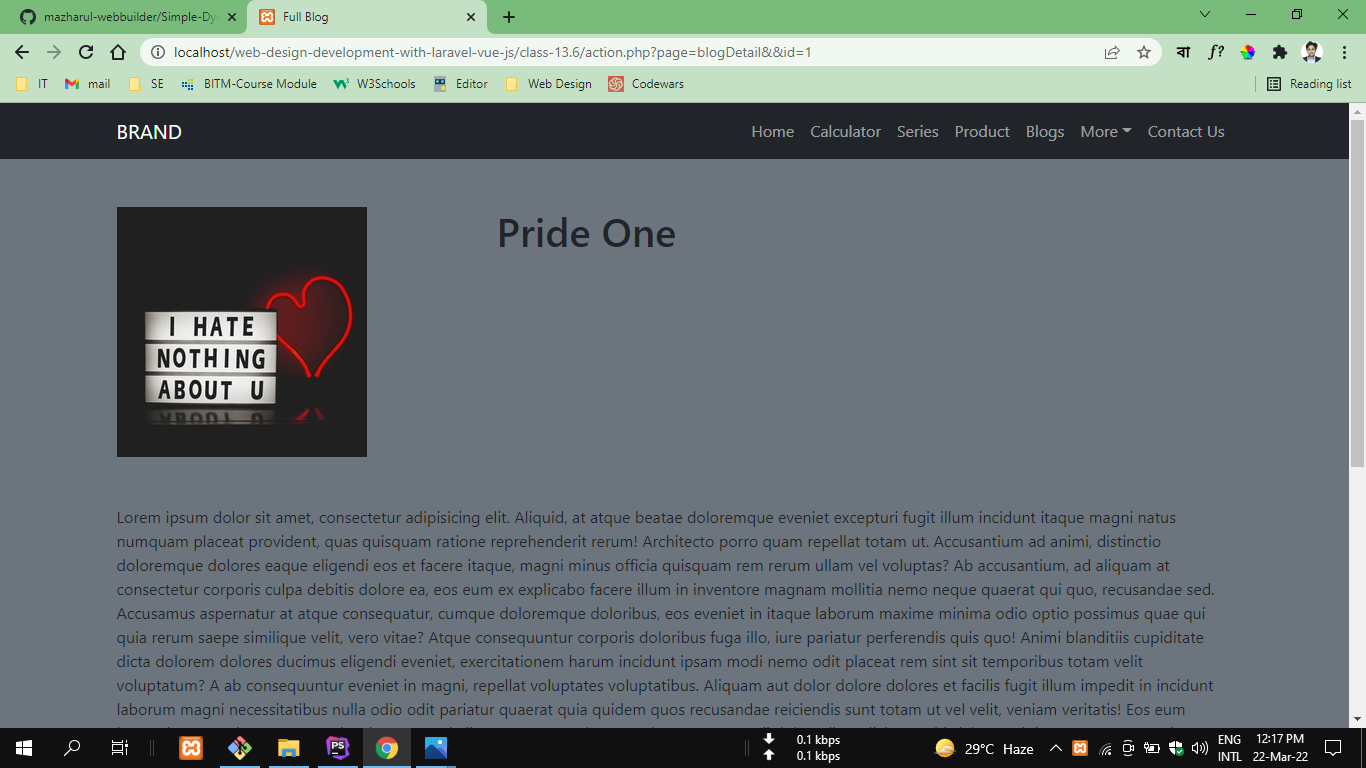 mazharul-webbuilder/Simple-Dy
Full Blog
localhost/web-design-development-with-laravel-vue-js/class-13.6/action.php?page=blogDetail&&id=1
বা
f?
IT
mail
SE
BITM-Course Module
W3Schools
Editor
Web Design
Codewars
Reading list
BRAND
Home
Calculator
Series
Product
Blogs
More
Contact Us
I HATE
NOTHING
ABOUT U
Pride One
Lorem ipsum dolor sit amet, consectetur adipisicing elit. Aliquid, at atque beatae doloremque eveniet excepturi fugit illum incidunt itaque magni natus
numquam placeat provident, quas quisquam ratione reprehenderit rerum! Architecto porro quam repellat totam ut. Accusantium ad animi, distinctio
doloremque dolores eaque eligendi eos et facere itaque, magni minus officia quisquam rem rerum ullam vel voluptas? Ab accusantium, ad aliquam at
consectetur corporis culpa debitis dolore ea, eos eum ex explicabo facere illum in inventore magnam mollitia nemo neque quaerat qui quo, recusandae sed.
Accusamus aspernatur at atque consequatur, cumque doloremque doloribus, eos eveniet in itaque laborum maxime minima odio optio possimus quae qui
quia rerum saepe similique velit, vero vitae? Atque consequuntur corporis doloribus fuga illo, iure pariatur perferendis quis quo! Animi blanditiis cupiditate
dicta dolorem dolores ducimus eligendi eveniet, exercitationem harum incidunt ipsam modi nemo odit placeat rem sint sit temporibus totam velit
voluptatum? A ab consequuntur eveniet in magni, repellat voluptates voluptatibus. Aliquam aut dolor dolore dolores et facilis fugit illum impedit in incidunt
laborum magni necessitatibus nulla odio odit pariatur quaerat quia quidem quos recusandae reiciendis sunt totam ut vel velit, veniam veritatis! Eos eum
PS
0.1 kbps
0.1 kbps
29°C Haze
ENG
INTL
12:17 PM
22-Mar-22